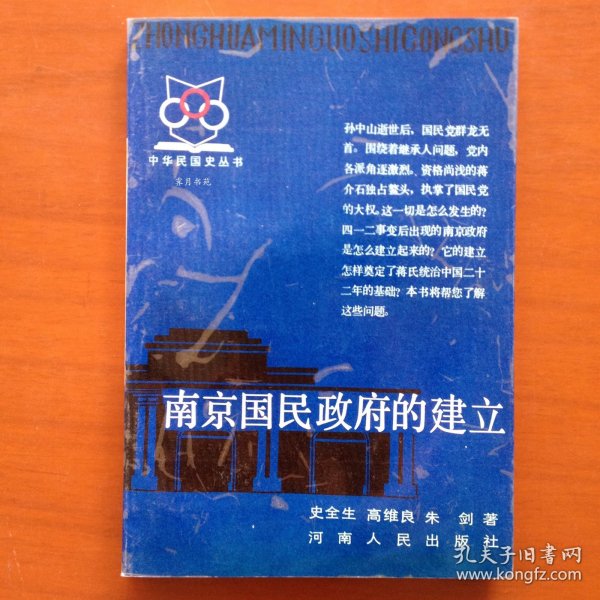 ZHONGHUAMINGUOSHICONGSHU
中华民国史丛书
孙中山逝世后，国民党群龙无
首。围绕着继承人问题，党内
各派角逐激烈。资格尚浅的蒋
介石独占鳌头，执掌了国民党
的大权。这一切是怎么发生的？
四一二事变后出现的南京政府
是怎么建立起来的？它的建立
怎样奠定了蒋氏统治中国二十
二年的基础？本书将帮您了解
这些问题。
南京国民政府的建立
史全生 高维良 朱 剑 著
河南人民出版社
孔夫子旧书网
www.kongfz.com